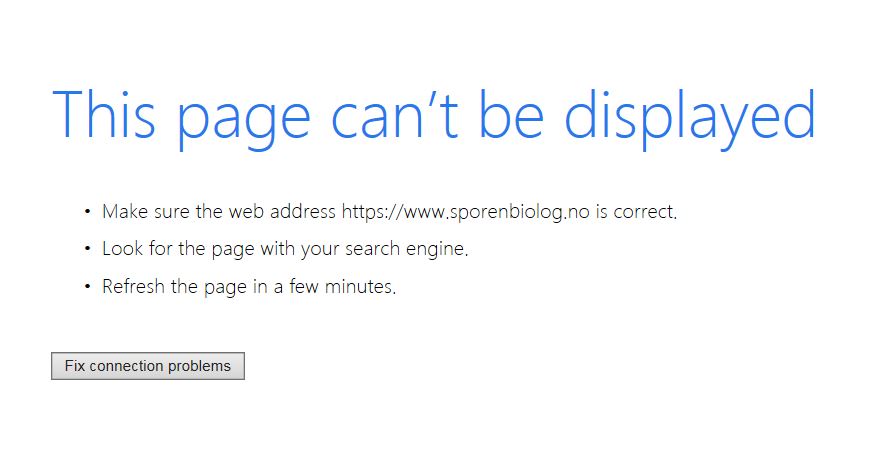 This page can’t be displayed
• Make sure the web address https://www.sporenbiolog.no is correct.
• Look for the page with your search engine.
• Refresh the page in a few minutes.
Fix connection problems